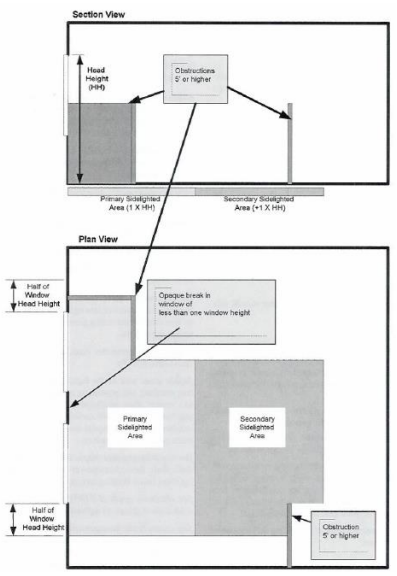 Section View
Head
Height
(HH)
Obstructions
5' or higher
Primary Sidelighted
Area (1 X HH)
Secondary Sidelighted
Area (+1 X HH)
Plan View
Half of
Window
Head Height
Opaque break in
window of
less than one window height
Primary
Sidelighted
Area
Secondary
Sidelighted
Area
Half of
Window
Head Height
Obstruction
5' or higher